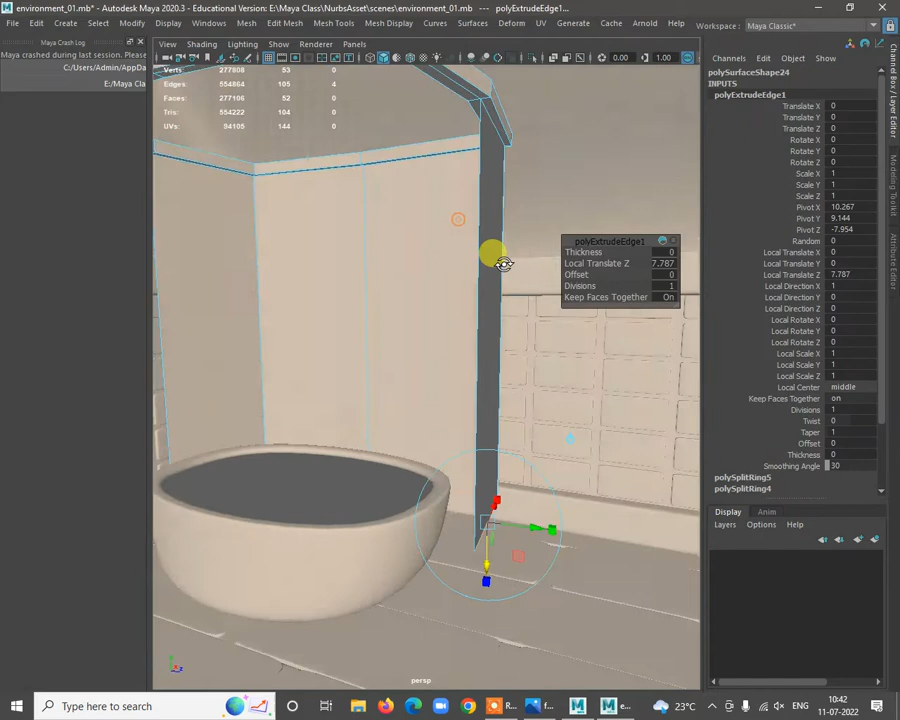 environment_01.mb* - Autodesk Maya 2020.3 - Educational Version: E:\Maya Class\NurbsAsset\scenes\environment_01.mb --- polyExtrudeEdge1...
File Edit Create Select Modify Display Windows Mesh Edit Mesh Mesh Tools Mesh Display Curves Surfaces Deform UV Generate Cache Arnold Help
Workspace : Maya Classic*
Maya Crash Log
Maya crashed during last session. Please
C:/Users/Admin/AppDa
E:/Maya Cla
View Shading Lighting Show Renderer Panels
0.00 1.00
Verts: 277808 53 0
Edges: 554864 105 4
Faces: 277106 52 0
Tris: 554222 104 0
UVs: 94105 144 0
polyExtrudeEdge1
Thickness 0
Local Translate Z 7.787
Offset 0
Divisions 1
Keep Faces Together On
persp
Channels Edit Object Show
polySurfaceShape24
INPUTS
polyExtrudeEdge1
Translate X 0
Translate Y 0
Translate Z 0
Rotate X 0
Rotate Y 0
Rotate Z 0
Scale X 1
Scale Y 1
Scale Z 1
Pivot X 10.267
Pivot Y 9.144
Pivot Z -7.954
Random 0
Local Translate X 0
Local Translate Y 0
Local Translate Z 7.787
Local Direction X 1
Local Direction Y 0
Local Direction Z 0
Local Rotate X 0
Local Rotate Y 0
Local Rotate Z 0
Local Scale X 1
Local Scale Y 1
Local Scale Z 1
Local Center middle
Keep Faces Together on
Divisions 1
Twist 0
Taper 1
Offset 0
Thickness 0
Smoothing Angle 30
polySplitRing5
polySplitRing4
Display Anim
Layers Options Help
Channel Box / Layer Editor
Modeling Toolkit
Attribute Editor
Type here to search
R...
f...
e...
23°C
ENG
10:42
11-07-2022